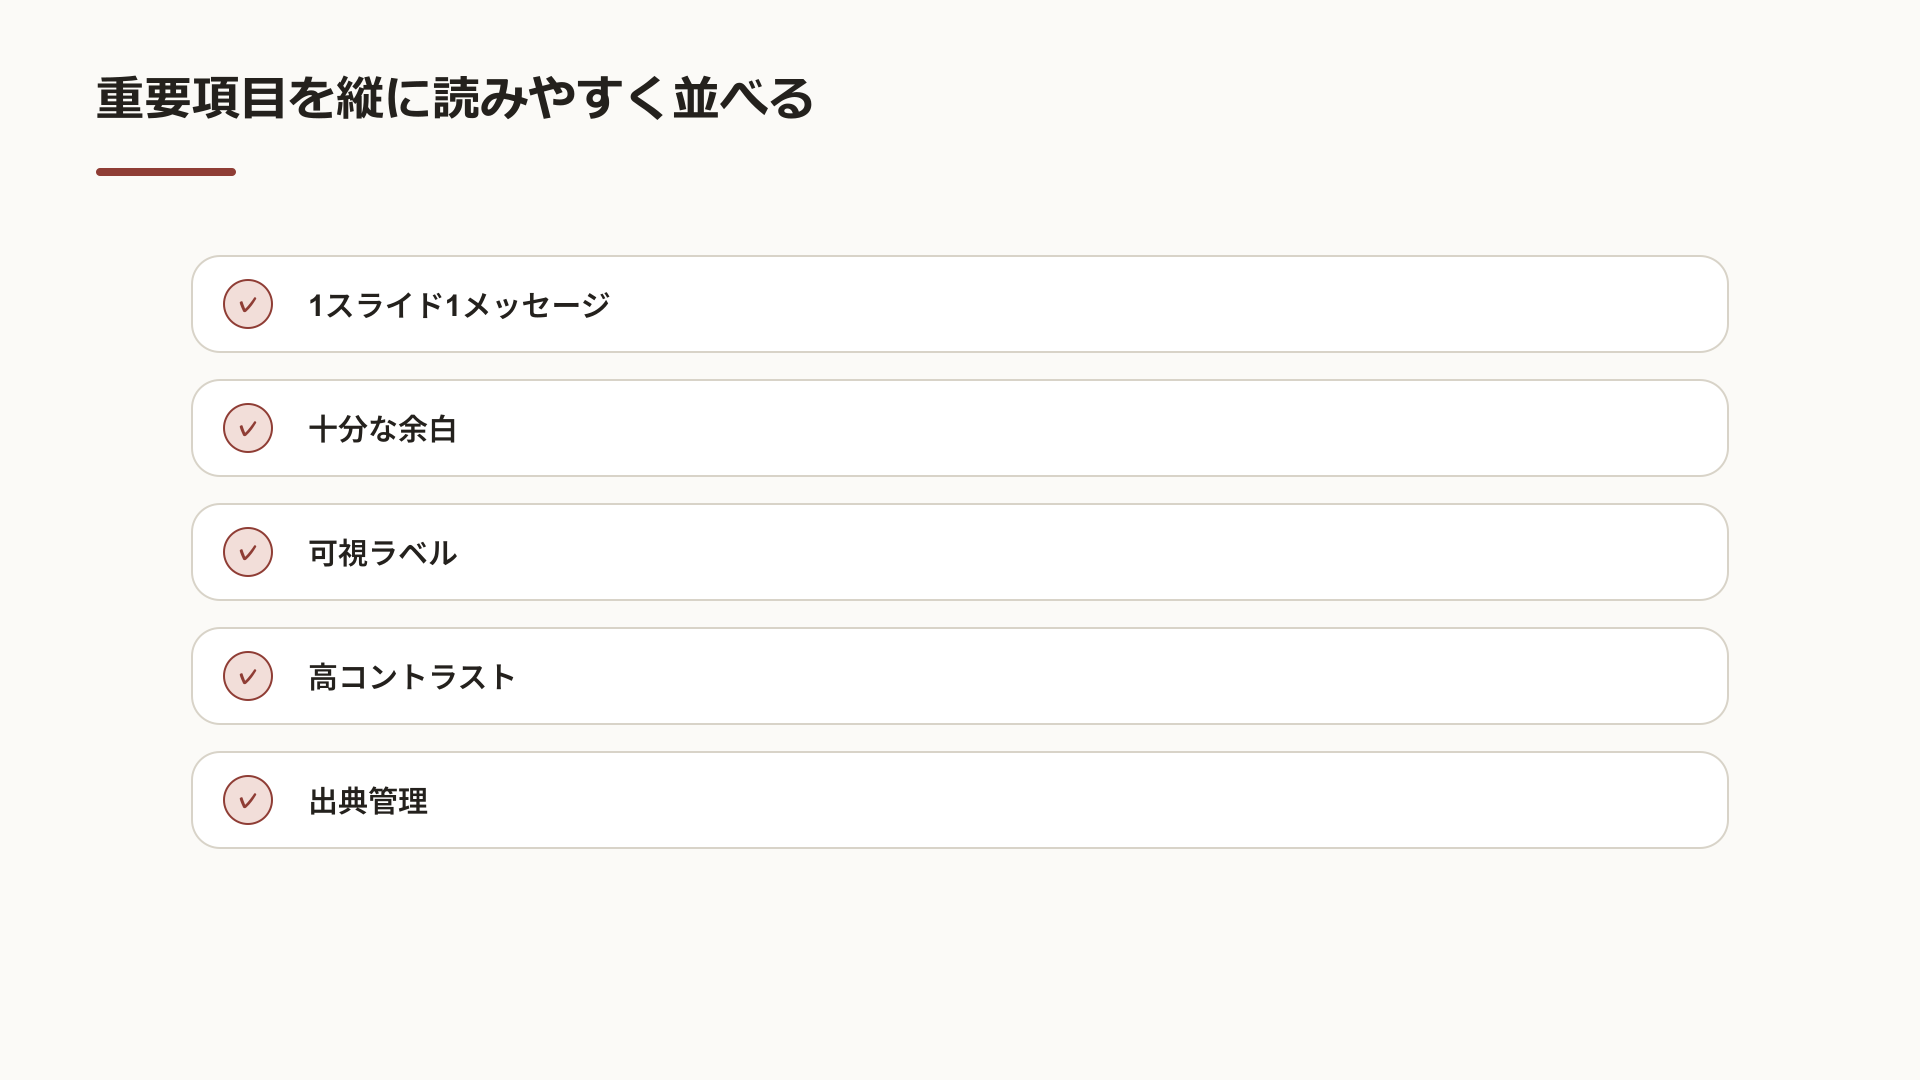 重要項目を縦に読みやすく並べる
1スライド1メッセージ
十分な余白
可視ラベル
高コントラスト
出典管理